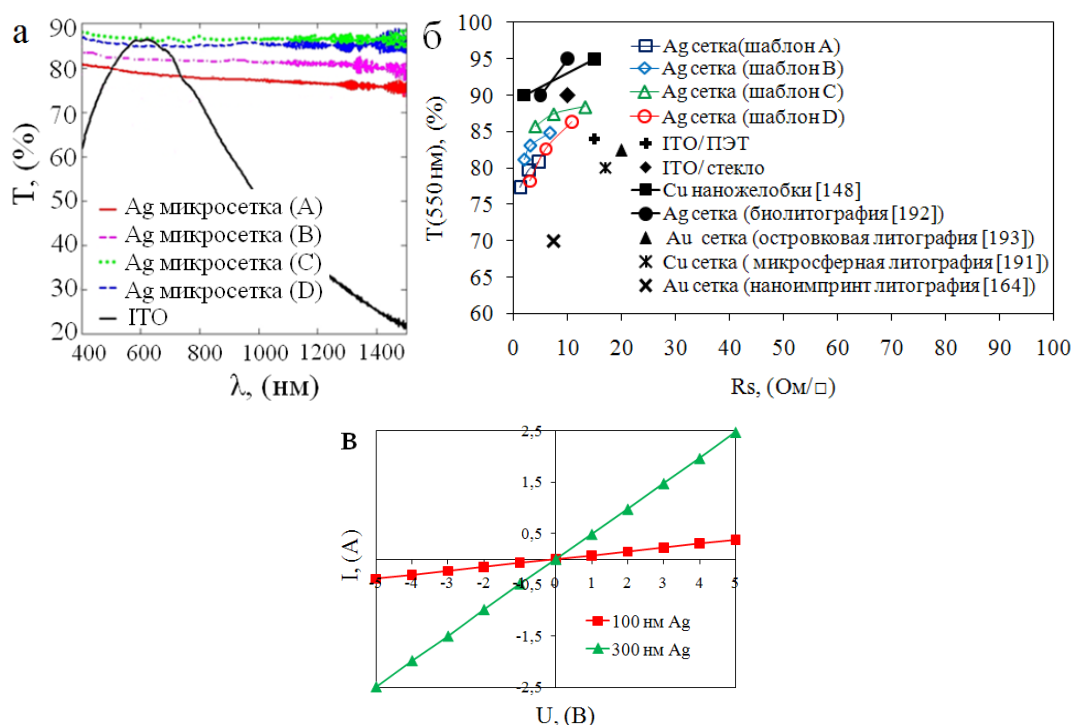 а
90
80
70
60
50
40
30
20
T, (%)
Ag микросетка (A)
Ag микросетка (B)
Ag микросетка (C)
Ag микросетка (D)
ITO
400 600 800 1000 1200 1400
λ, (нм)
б
100
95
90
85
80
75
70
65
60
T(550 нм), (%)
Ag сетка(шаблон A)
Ag сетка (шаблон B)
Ag сетка (шаблон C)
Ag сетка (шаблон D)
ITO/ПЭТ
ITO/стекло
Cu наножелобки [148]
Ag сетка (биолитография [192])
Au сетка (островковая литография [193])
Cu сетка ( микросферная литография [191])
Au сетка (наноимпринт литография [164])
0 10 20 30 40 50 60 70 80 90 100
Rs, (Ом/□)
в
2,5
1,5
0,5
-0,5
-1,5
-2,5
I, (A)
-5 -4 -3 -2 -1 0 1 2 3 4 5
100 нм Ag
300 нм Ag
U, (В)